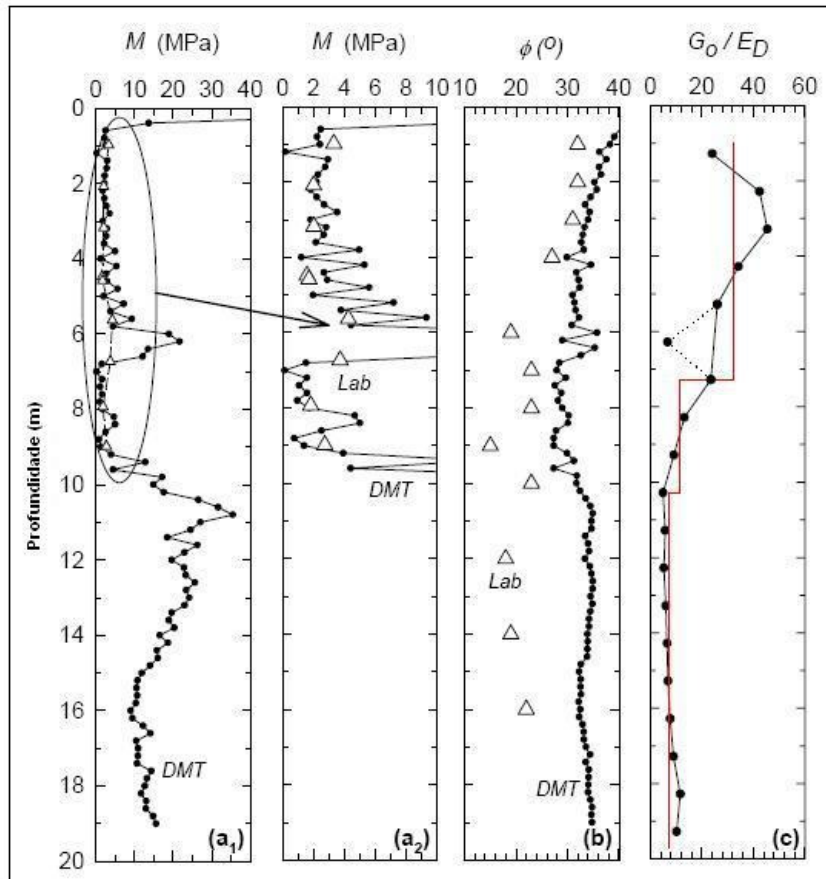 M (MPa) M (MPa) ϕ (º) G₀ / E_D
0 10 20 30 40 0 2 4 6 8 10 10 20 30 40 0 20 40 60
0
2
4
6
8
10
12
14
16
18
20
Profundidade (m)
Lab
DMT
Lab
DMT
DMT
(a₁) (a₂) (b) (c)